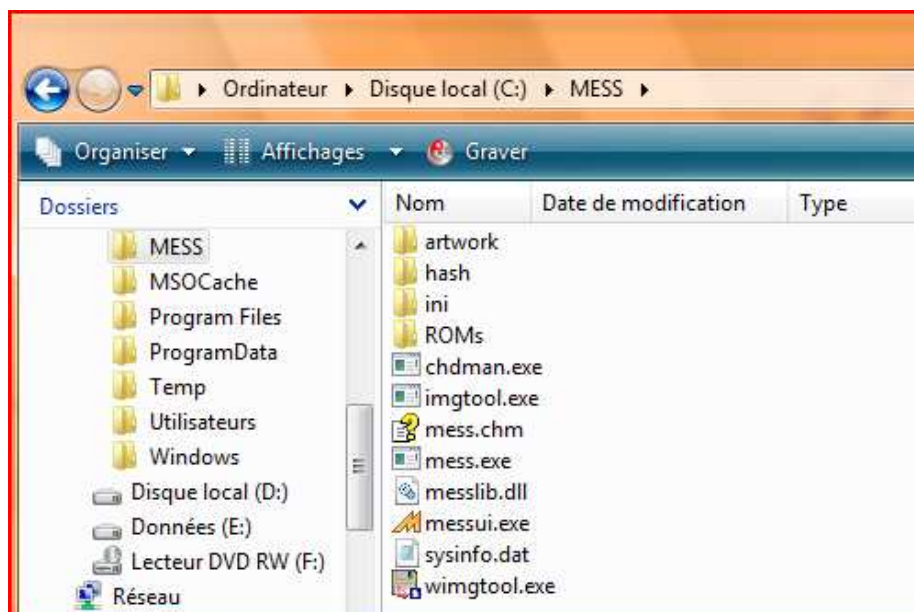 Ordinateur Disque local (C:) MESS
Organiser Affichages Graver
Dossiers
MESS
MSOCache
Program Files
ProgramData
Temp
Utilisateurs
Windows
Disque local (D:)
Données (E:)
Lecteur DVD RW (F:)
Réseau
Nom Date de modification Type
artwork
hash
ini
ROMs
chdman.exe
imgtool.exe
mess.chm
mess.exe
messlib.dll
messui.exe
sysinfo.dat
wimgtool.exe